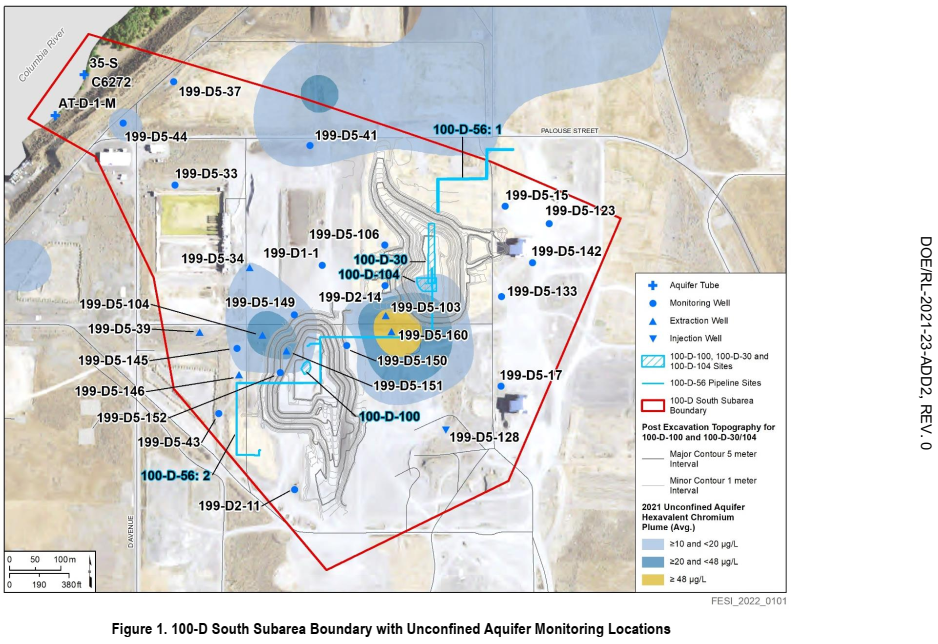 Columbia River
35-S
C6272
AT-D-1-M
199-D5-37
199-D5-44
199-D5-41
100-D-56: 1
PALOUSE STREET
199-D5-33
199-D5-15
199-D5-123
199-D5-106
199-D5-34
199-D1-1
100-D-30
199-D5-142
100-D-104
199-D5-104
199-D5-149
199-D2-14
199-D5-133
199-D5-103
199-D5-39
199-D5-160
199-D5-145
199-D5-150
199-D5-146
199-D5-151
199-D5-17
199-D5-152
100-D-100
199-D5-43
199-D5-128
100-D-56: 2
199-D2-11
D AVENUE
0 50 100 m
0 190 380 ft
Aquifer Tube
Monitoring Well
Extraction Well
Injection Well
100-D-100, 100-D-30 and
100-D-104 Sites
100-D-56 Pipeline Sites
100-D South Subarea
Boundary
Post Excavation Topography for
100-D-100 and 100-D-30/104
Major Contour 5 meter
Interval
Minor Contour 1 meter
Interval
2021 Unconfined Aquifer
Hexavalent Chromium
Plume (Avg.)
≥10 and <20 µg/L
≥20 and <48 µg/L
≥ 48 µg/L
FESI_2022_0101
Figure 1. 100-D South Subarea Boundary with Unconfined Aquifer Monitoring Locations
DOE/RL-2021-23-ADD2, REV. 0